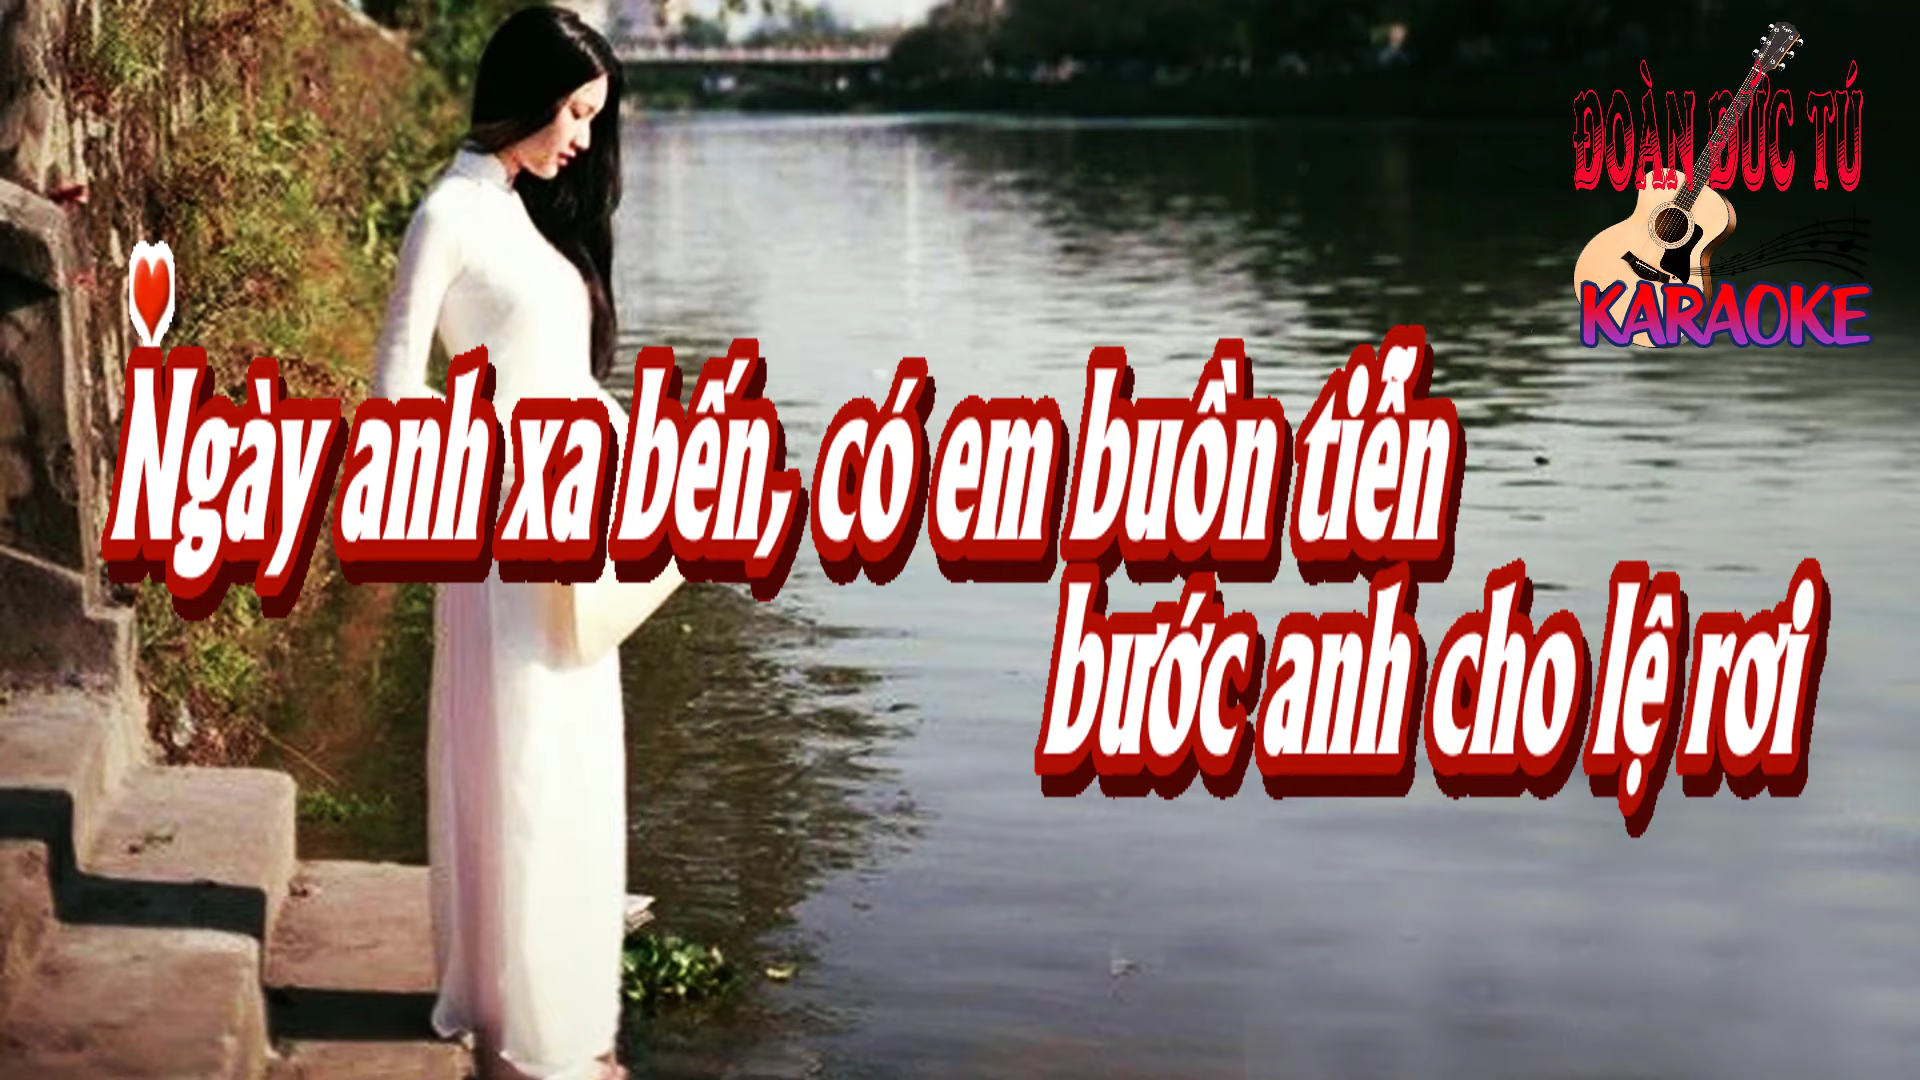 ĐOÀN ĐỨC TÚ
KARAOKE
Ngày anh xa bến, có em buồn tiễn
bước anh cho lệ rơi